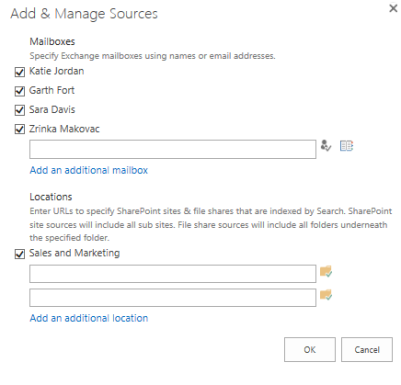 Add & Manage Sources
Mailboxes
Specify Exchange mailboxes using names or email addresses.
Katie Jordan
Garth Fort
Sara Davis
Zrinka Makovac
Add an additional mailbox
Locations
Enter URLs to specify SharePoint sites & file shares that are indexed by Search. SharePoint
site sources will include all sub sites. File share sources will include all folders underneath
the specified folder.
Sales and Marketing
Add an additional location
OK Cancel